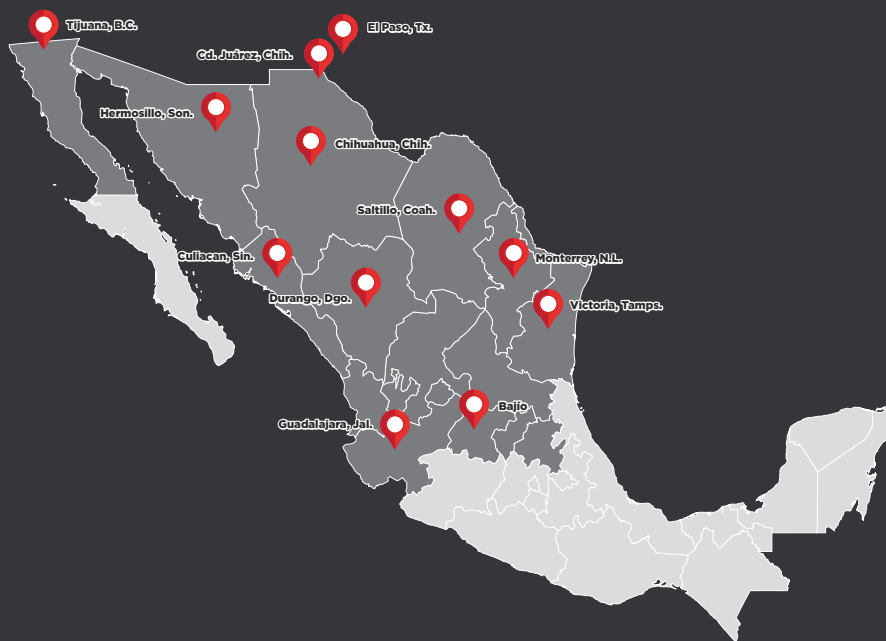 Tijuana, B.C.
El Paso, Tx.
Cd. Juárez, Chih.
Hermosillo, Son.
Chihuahua, Chih.
Saltillo, Coah.
Culiacan, Sin.
Monterrey, N.L.
Durango, Dgo.
Victoria, Tamps.
Bajío
Guadalajara, Jal.